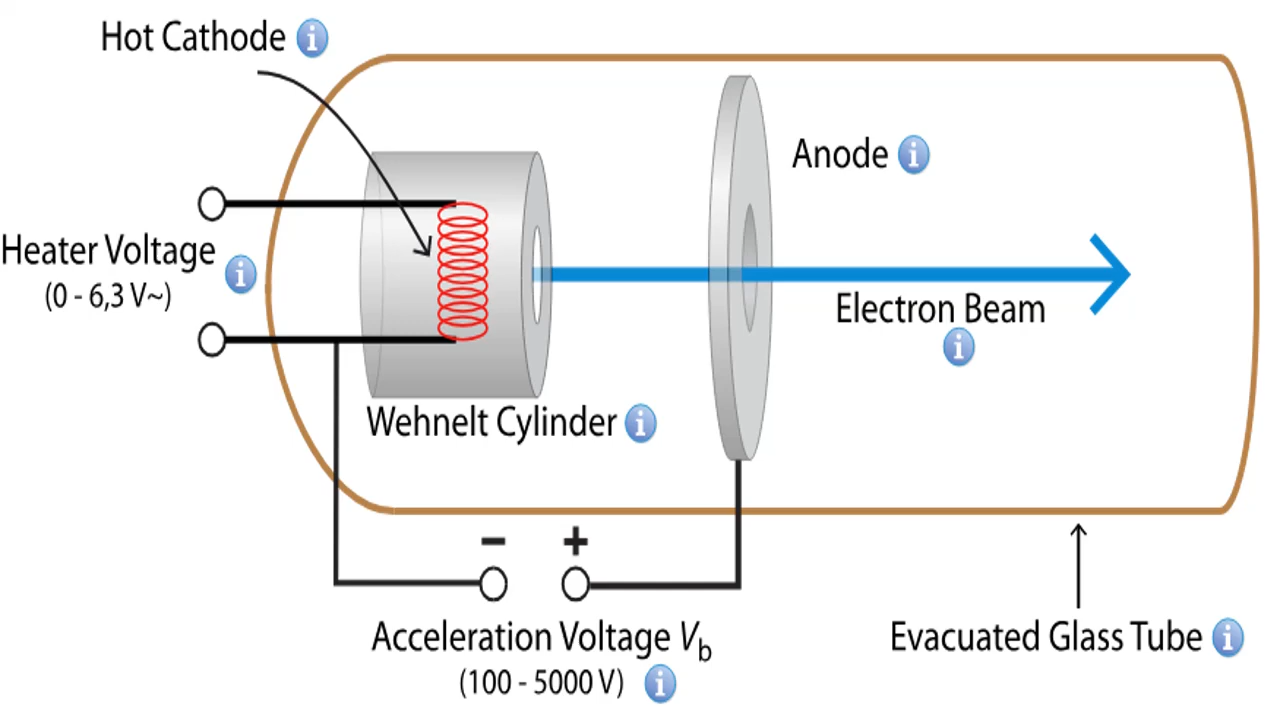 Hot Cathode i
Anode i
Heater Voltage i
(0 - 6,3 V~)
Electron Beam
i
Wehnelt Cylinder i
− +
Acceleration Voltage Vb
(100 - 5000 V) i
Evacuated Glass Tube i